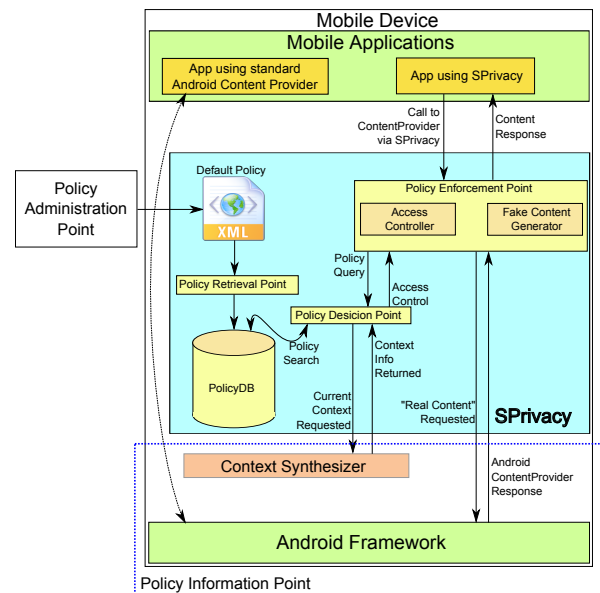 Mobile Device
Mobile Applications
App using standard
Android Content Provider
App using SPrivacy
Call to
ContentProvider
via SPrivacy
Content
Response
Default Policy
XML
Policy
Administration
Point
Policy Enforcement Point
Access
Controller
Fake Content
Generator
Policy
Query
Access
Control
Policy Retrieval Point
Policy Desicion Point
Policy
Search
Context
Info
Returned
PolicyDB
Current
Context
Requested
"Real Content"
Requested
SPrivacy
Context Synthesizer
Android
ContentProvider
Response
Android Framework
Policy Information Point